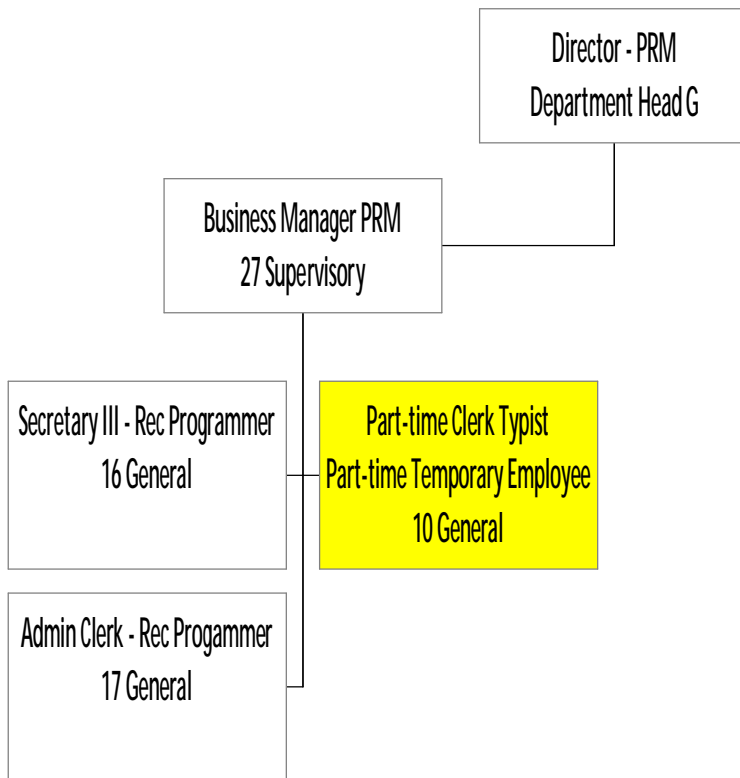 Director - PRM
Department Head G
Business Manager PRM
27 Supervisory
Secretary III - Rec Programmer
16 General
Part-time Clerk Typist
Part-time Temporary Employee
10 General
Admin Clerk - Rec Progammer
17 General